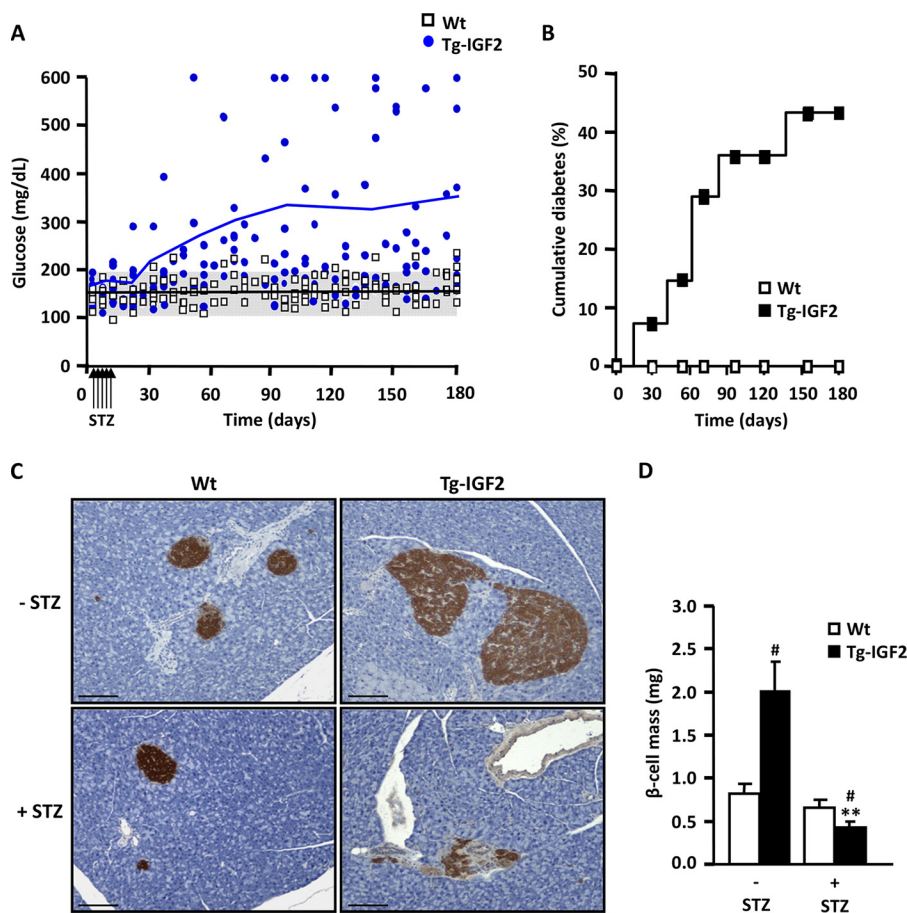 A
Wt
Tg-IGF2
Glucose (mg/dL)
600
500
400
300
200
100
0
0 30 60 90 120 150 180
STZ
Time (days)
B
Cumulative diabetes (%)
50
40
30
20
10
0
Wt
Tg-IGF2
0 30 60 90 120 150 180
Time (days)
C
Wt Tg-IGF2
- STZ
+ STZ
D
β-cell mass (mg)
3.0
2.5
2.0
1.5
1.0
0.5
0.0
Wt
Tg-IGF2
#
#
**
- +
STZ STZ